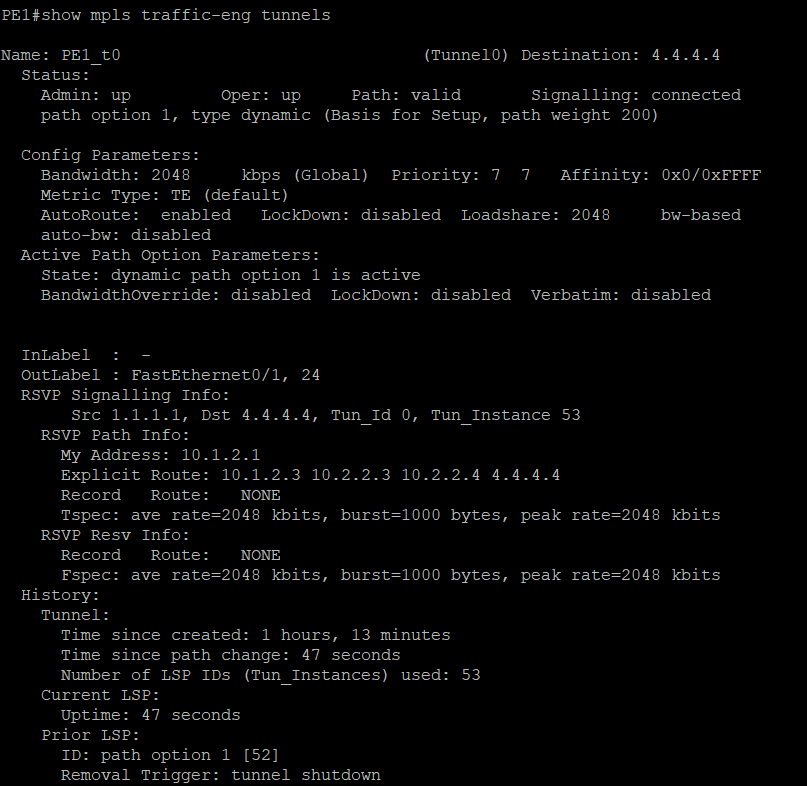 PE1#show mpls traffic-eng tunnels
Name: PE1_t0 (Tunnel0) Destination: 4.4.4.4
Status:
Admin: up Oper: up Path: valid Signalling: connected
path option 1, type dynamic (Basis for Setup, path weight 200)
Config Parameters:
Bandwidth: 2048 kbps (Global) Priority: 7 7 Affinity: 0x0/0xFFFF
Metric Type: TE (default)
AutoRoute: enabled LockDown: disabled Loadshare: 2048 bw-based
auto-bw: disabled
Active Path Option Parameters:
State: dynamic path option 1 is active
BandwidthOverride: disabled LockDown: disabled Verbatim: disabled
InLabel : -
OutLabel : FastEthernet0/1, 24
RSVP Signalling Info:
Src 1.1.1.1, Dst 4.4.4.4, Tun_Id 0, Tun_Instance 53
RSVP Path Info:
My Address: 10.1.2.1
Explicit Route: 10.1.2.3 10.2.2.3 10.2.2.4 4.4.4.4
Record Route: NONE
Tspec: ave rate=2048 kbits, burst=1000 bytes, peak rate=2048 kbits
RSVP Resv Info:
Record Route: NONE
Fspec: ave rate=2048 kbits, burst=1000 bytes, peak rate=2048 kbits
History:
Tunnel:
Time since created: 1 hours, 13 minutes
Time since path change: 47 seconds
Number of LSP IDs (Tun_Instances) used: 53
Current LSP:
Uptime: 47 seconds
Prior LSP:
ID: path option 1 [52]
Removal Trigger: tunnel shutdown